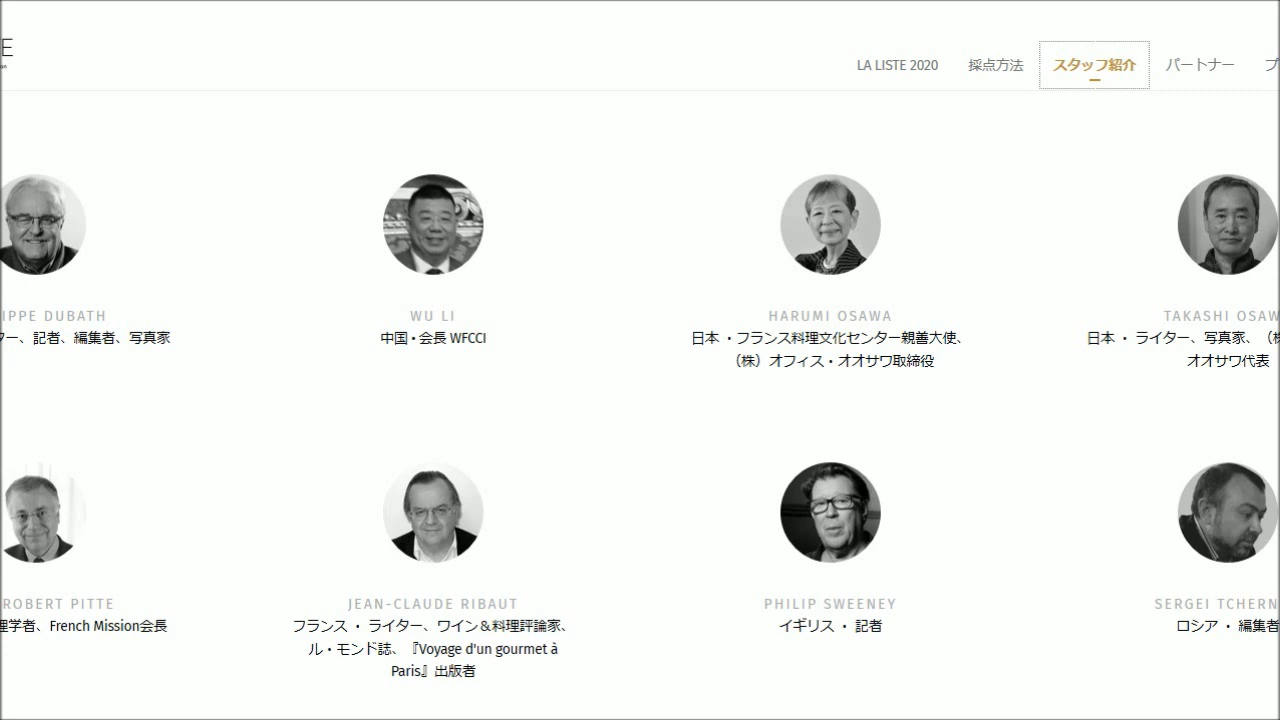 E
on
LA LISTE 2020 採点方法 スタッフ紹介 パートナー プ
IPPE DUBATH WU LI HARUMI OSAWA TAKASHI OSAW
ター、記者、編集者、写真家 中国 • 会長 WFCCI 日本 ・フランス料理文化センター親善大使、 日本 ・ ライター、写真家、（株
（株）オフィス・オオサワ取締役 オオサワ代表
ROBERT PITTE JEAN-CLAUDE RIBAUT PHILIP SWEENEY SERGEI TCHERN
理学者、French Mission会長 フランス ・ ライター、ワイン＆料理評論家、 イギリス ・ 記者 ロシア ・ 編集者
ル・モンド誌、『Voyage d'un gourmet à
Paris』出版者